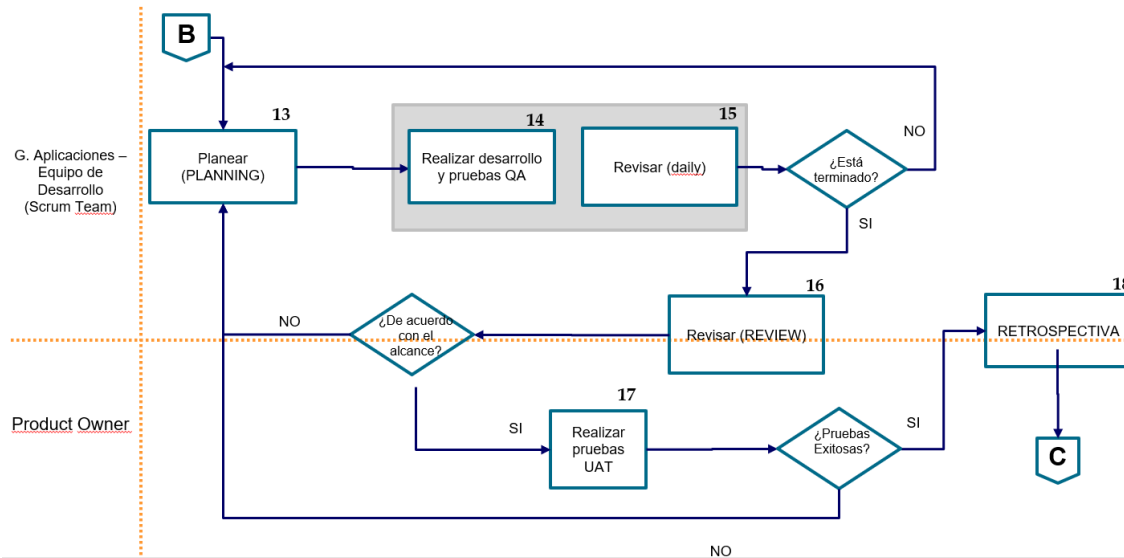 B
13
14
15
NO
G. Aplicaciones –
Equipo de
Desarrollo
(Scrum Team)
Planear
(PLANNING)
Realizar desarrollo
y pruebas QA
Revisar (daily)
¿Está
terminado?
SI
16
18
NO
¿De acuerdo
con el
alcance?
Revisar (REVIEW)
RETROSPECTIVA
17
Product Owner
SI
Realizar
pruebas
UAT
¿Pruebas
Exitosas?
SI
C
NO